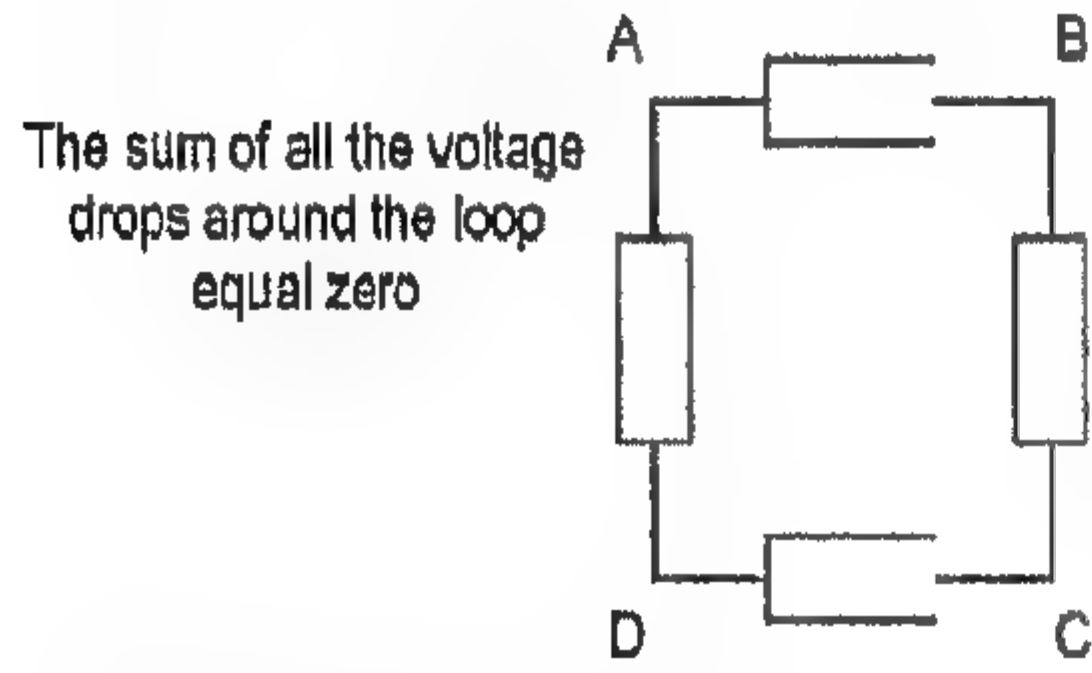 A B
The sum of all the voltage
drops around the loop
equal zero
D C